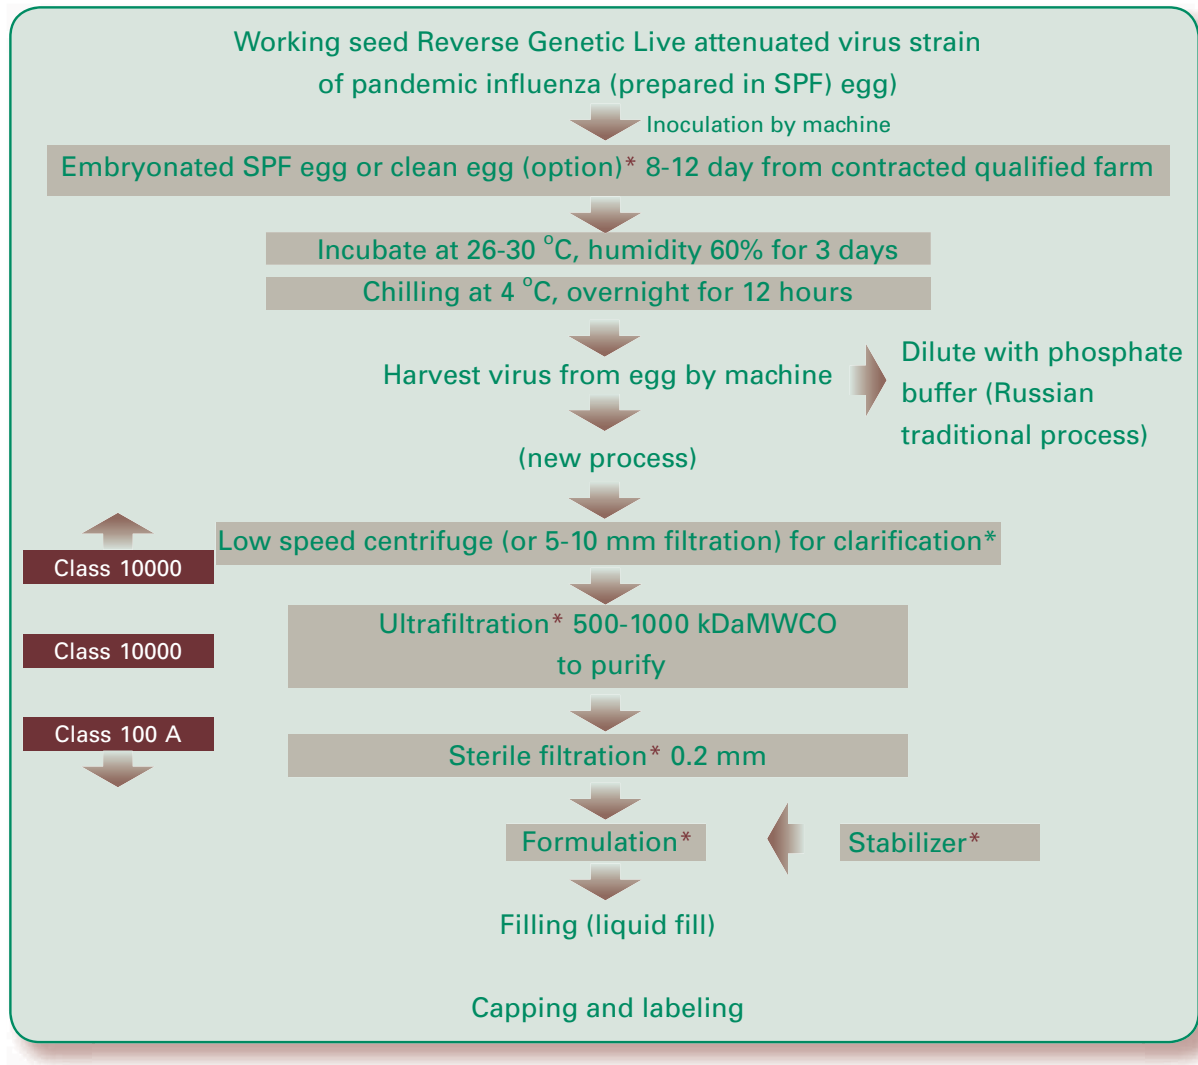 Working seed Reverse Genetic Live attenuated virus strain
of pandemic influenza (prepared in SPF) egg)
Inoculation by machine
Embryonated SPF egg or clean egg (option)* 8-12 day from contracted qualified farm
Incubate at 26-30 °C, humidity 60% for 3 days
Chilling at 4 °C, overnight for 12 hours
Harvest virus from egg by machine
Dilute with phosphate
buffer (Russian
traditional process)
(new process)
Low speed centrifuge (or 5-10 mm filtration) for clarification*
Class 10000
Ultrafiltration* 500-1000 kDaMWCO
to purify
Class 10000
Class 100 A
Sterile filtration* 0.2 mm
Formulation*
Stabilizer*
Filling (liquid fill)
Capping and labeling